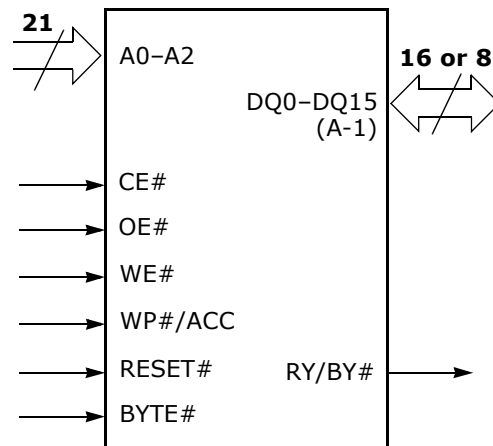 21
A0–A2
16 or 8
DQ0–DQ15
(A-1)
CE#
OE#
WE#
WP#/ACC
RESET#
RY/BY#
BYTE#